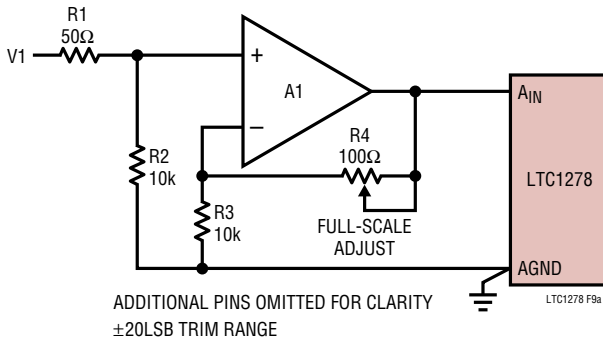 R1
50Ω
V1
+
A1
−
R2
10k
R3
10k
R4
100Ω
FULL-SCALE
ADJUST
AIN
LTC1278
AGND
LTC1278 F9a
ADDITIONAL PINS OMITTED FOR CLARITY
±20LSB TRIM RANGE